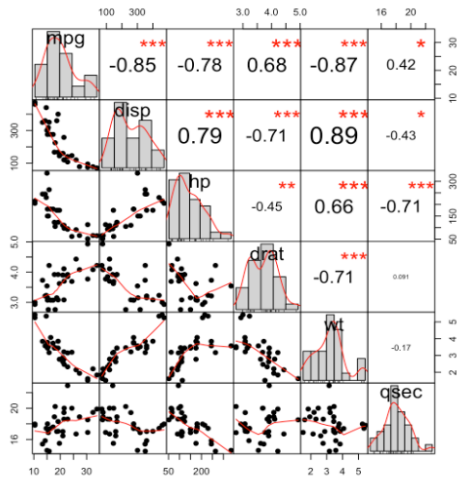 100 300 3.0 4.0 5.0 16 20
mpg *** *** *** *** *
-0.85 -0.78 0.68 -0.87 0.42
10 20 30
disp *** *** *** *
0.79 -0.71 0.89 -0.43
100 300
hp ** *** ***
-0.45 0.66 -0.71
50 150 300
drat ***
-0.71 0.091
3.0 4.0 5.0
wt
-0.17
2 3 4 5
qsec
16 20
10 20 30 50 200 2 3 4 5